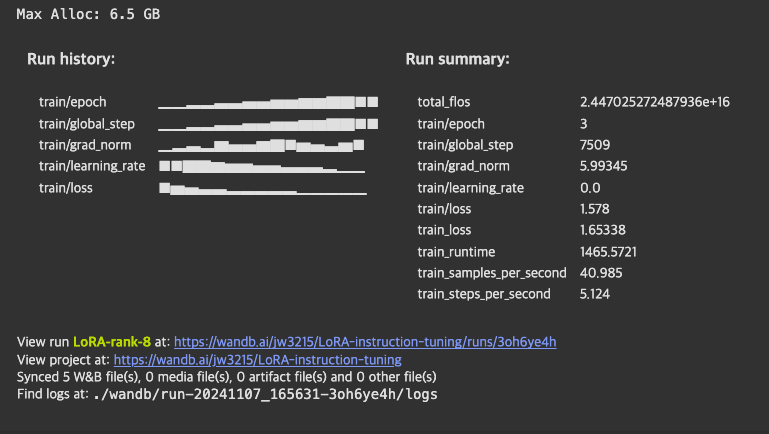 Max Alloc: 6.5 GB
Run history:
train/epoch
train/global_step
train/grad_norm
train/learning_rate
train/loss
Run summary:
total_flos 2.447025272487936e+16
train/epoch 3
train/global_step 7509
train/grad_norm 5.99345
train/learning_rate 0.0
train/loss 1.578
train_loss 1.65338
train_runtime 1465.5721
train_samples_per_second 40.985
train_steps_per_second 5.124
View run LoRA-rank-8 at: https://wandb.ai/jw3215/LoRA-instruction-tuning/runs/3oh6ye4h
View project at: https://wandb.ai/jw3215/LoRA-instruction-tuning
Synced 5 W&B file(s), 0 media file(s), 0 artifact file(s) and 0 other file(s)
Find logs at: ./wandb/run-20241107_165631-3oh6ye4h/logs